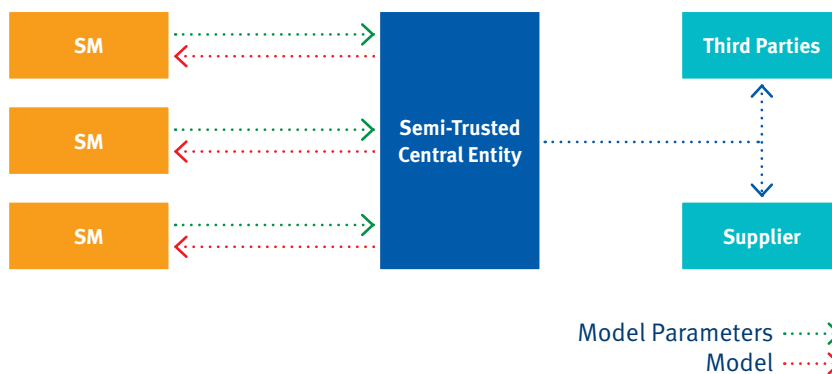 SM
SM
SM
Semi-Trusted
Central Entity
Third Parties
Supplier
Model Parameters
Model